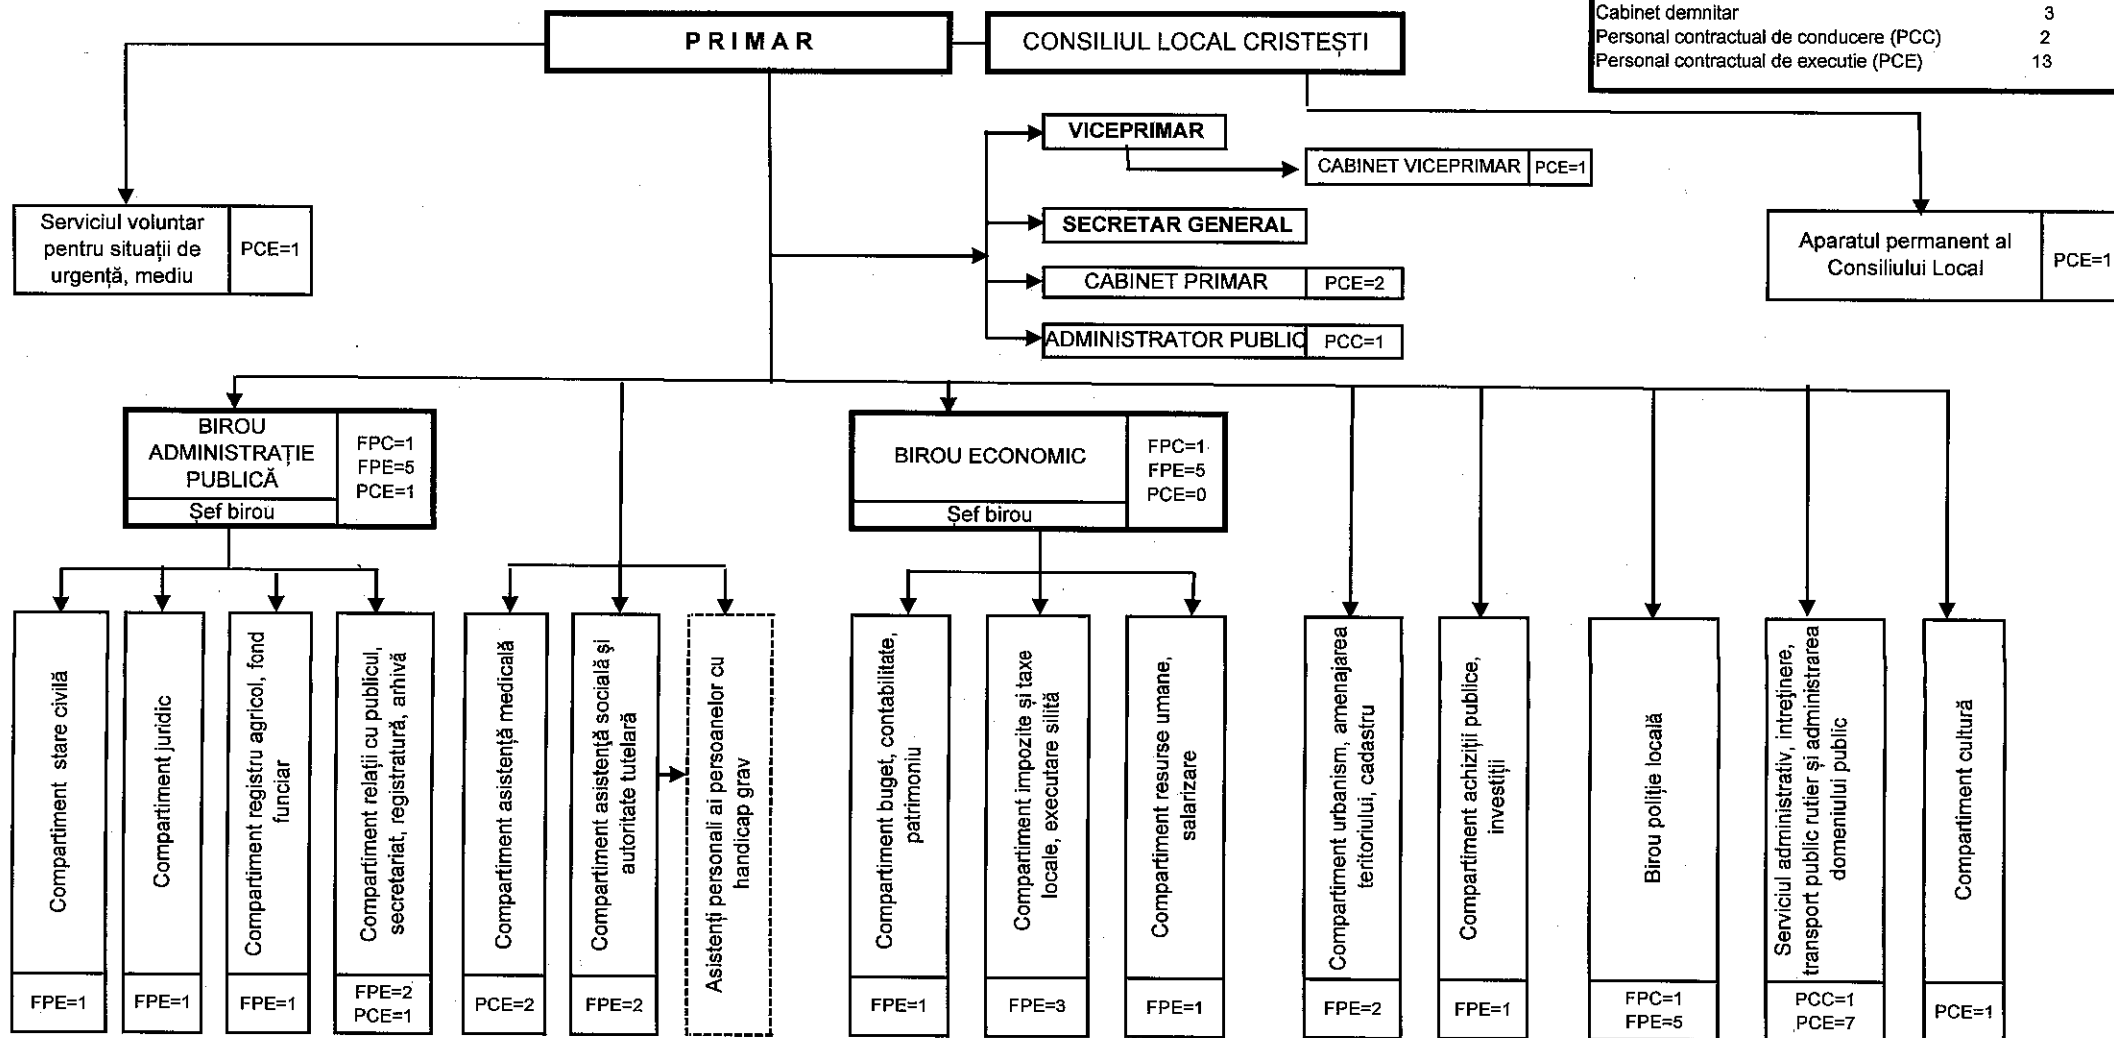 Cabinet demnitar 3
Personal contractual de conducere (PCC) 2
Personal contractual de executie (PCE) 13
PRIMAR
CONSILIUL LOCAL CRISTEȘTI
VICEPRIMAR
CABINET VICEPRIMAR PCE=1
SECRETAR GENERAL
CABINET PRIMAR PCE=2
ADMINISTRATOR PUBLIC PCC=1
Serviciul voluntar
pentru situații de
urgență, mediu
PCE=1
Aparatul permanent al
Consiliului Local
PCE=1
BIROU
ADMINISTRAȚIE
PUBLICĂ
Șef birou
FPC=1
FPE=5
PCE=1
BIROU ECONOMIC
Șef birou
FPC=1
FPE=5
PCE=0
Compartiment stare civilă
FPE=1
Compartiment juridic
FPE=1
Compartiment registru agricol, fond
funciar
FPE=1
Compartiment relații cu publicul,
secretariat, registratură, arhivă
FPE=2
PCE=1
Compartiment asistență medicală
PCE=2
Compartiment asistență socială și
autoritate tutelară
FPE=2
Asistenți personali ai persoanelor cu
handicap grav
Compartiment buget, contabilitate,
patrimoniu
FPE=1
Compartiment impozite și taxe
locale, executare silită
FPE=3
Compartiment resurse umane,
salarizare
FPE=1
Compartiment urbanism, amenajarea
teritoriului, cadastru
FPE=2
Compartiment achiziții publice,
investiții
FPE=1
Birou poliție locală
FPC=1
FPE=5
Serviciul administrativ, intreținere,
transport public rutier și administrarea
domeniului public
PCC=1
PCE=7
Compartiment cultură
PCE=1